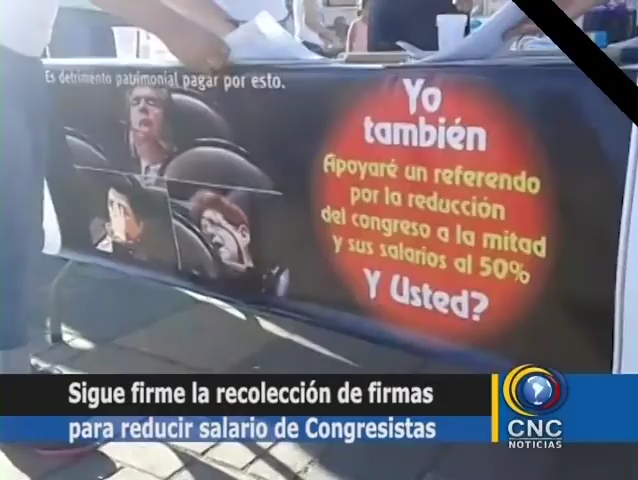 Es detrimento patrimonial pagar por esto.
Yo
también
Apoyaré un referendo
por la reducción
del congreso a la mitad
y sus salarios al 50%
Y Usted?
Sigue firme la recolección de firmas
para reducir salario de Congresistas
CNC
NOTICIAS